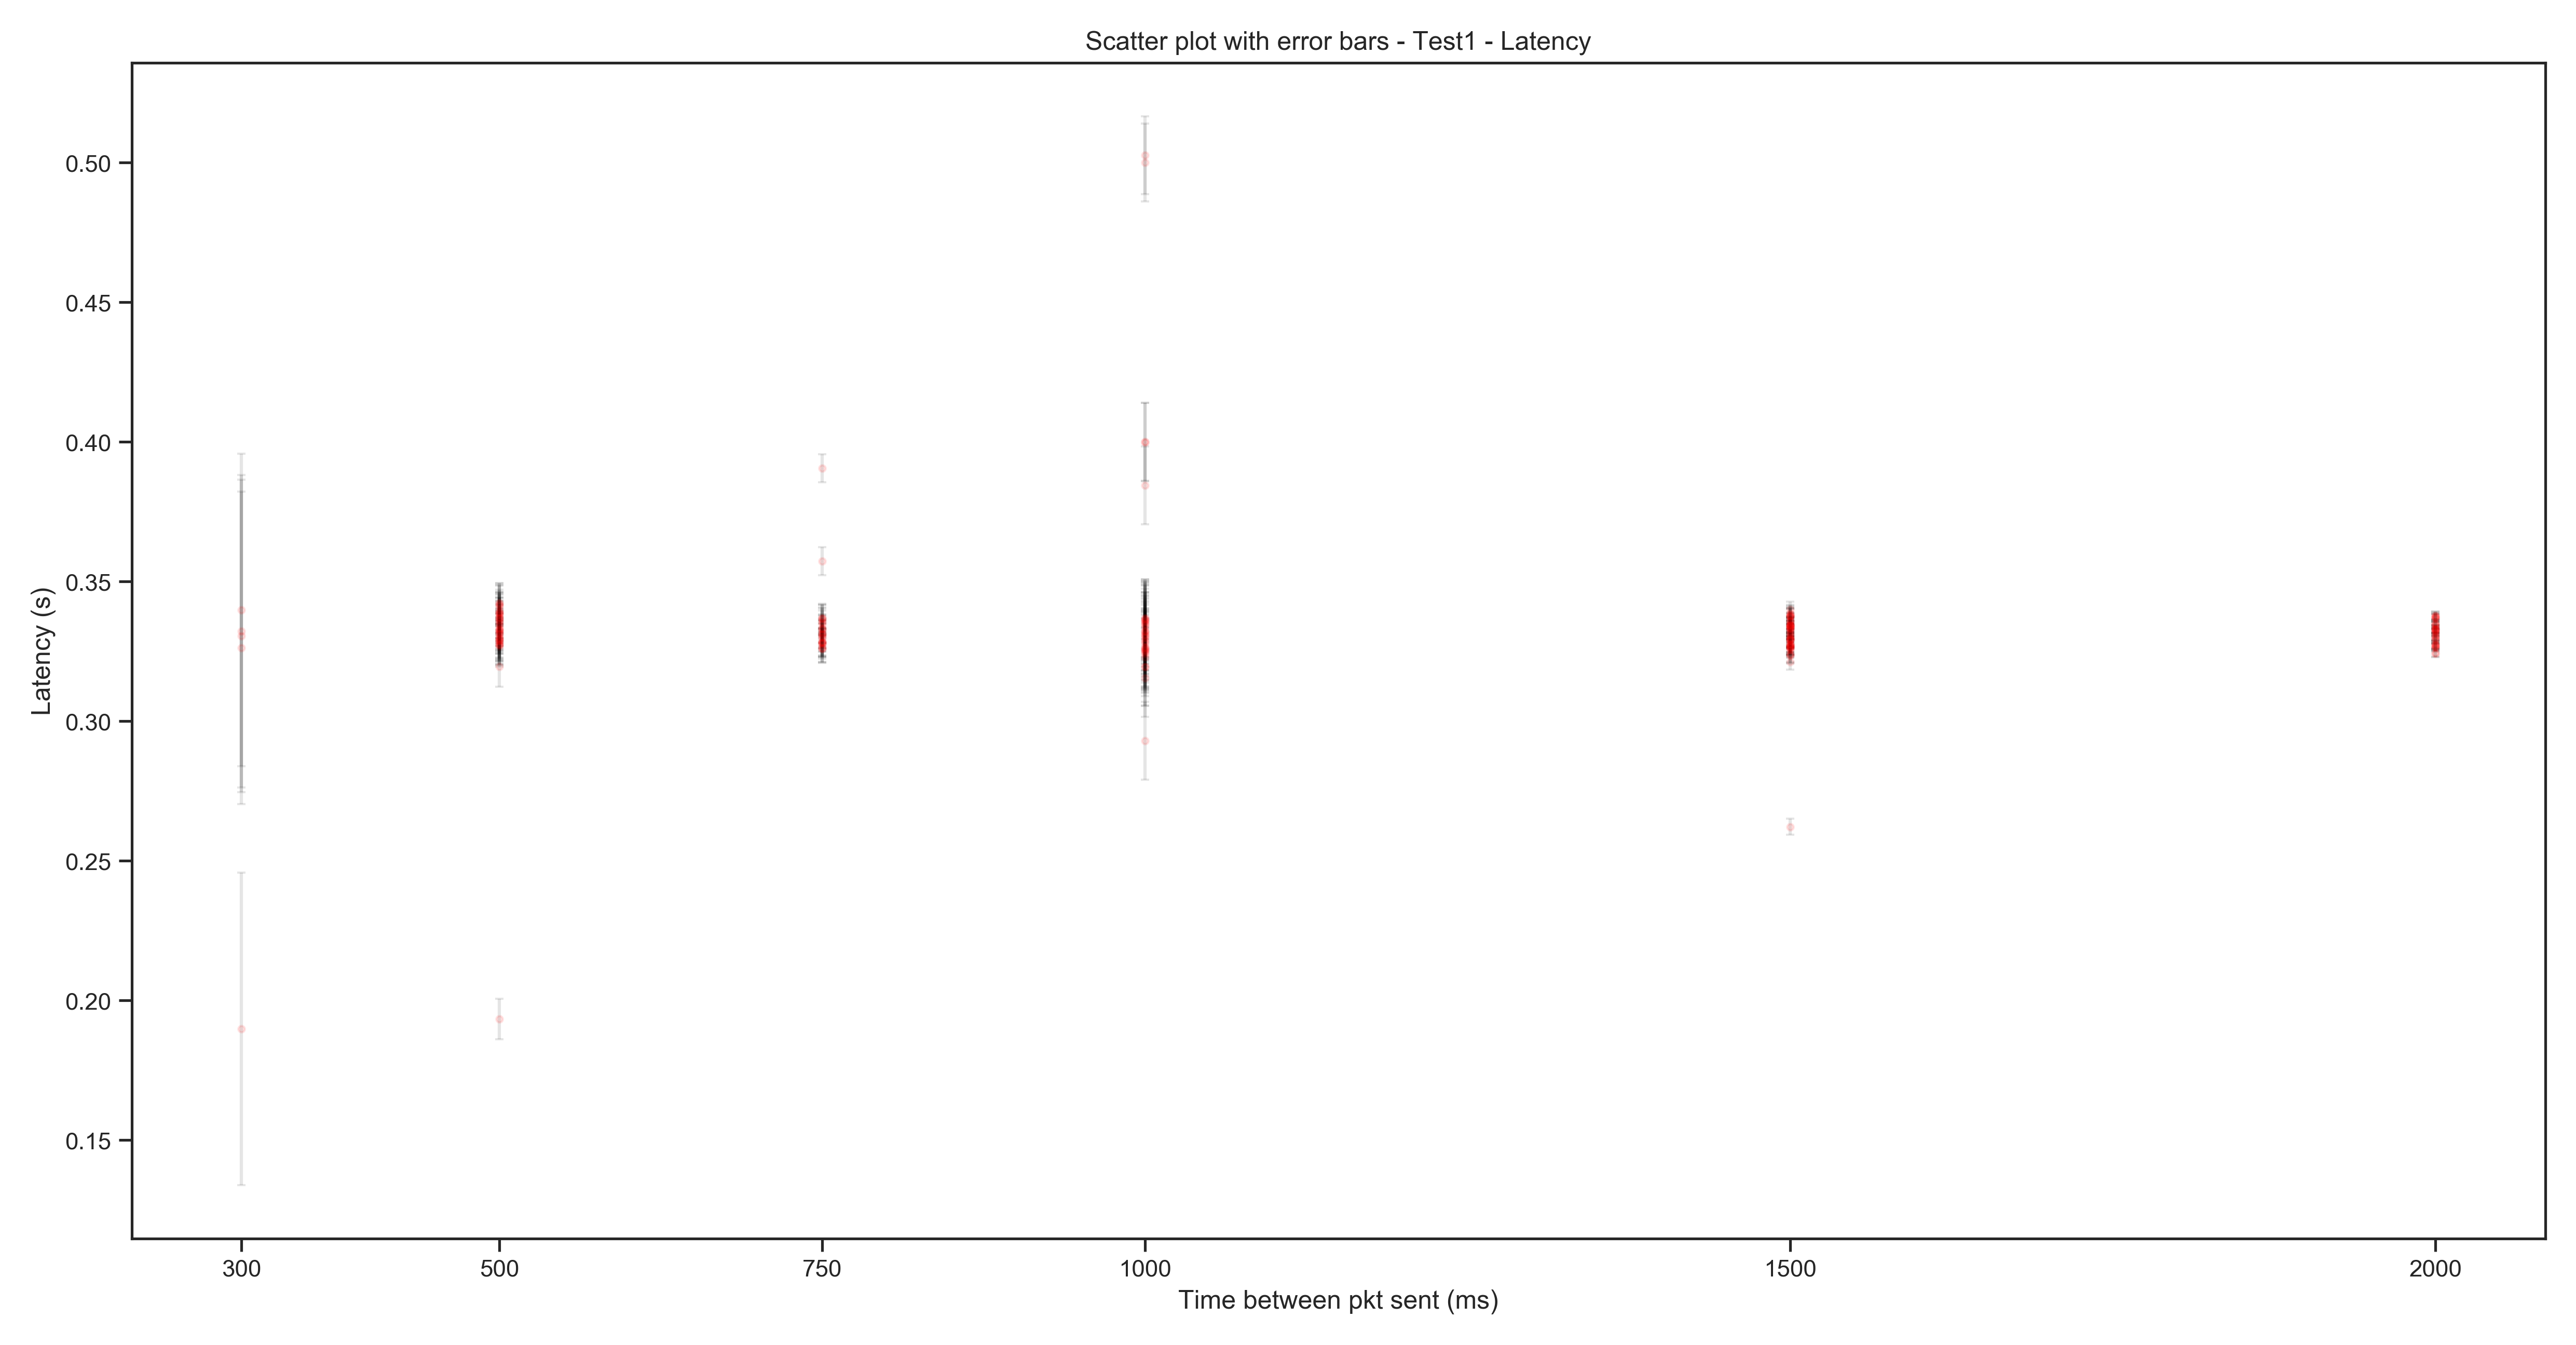 Scatter plot with error bars - Test1 - Latency
0.50
0.45
0.40
0.35
0.30
0.25
0.20
0.15
Latency (s)
300 500 750 1000 1500 2000
Time between pkt sent (ms)